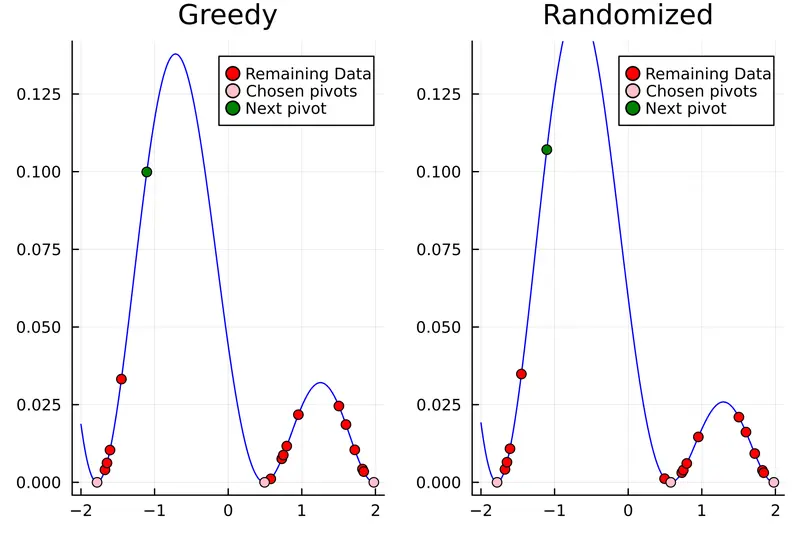 Greedy
Remaining Data
Chosen pivots
Next pivot
0.125
0.100
0.075
0.050
0.025
0.000
−2 −1 0 1 2
Randomized
Remaining Data
Chosen pivots
Next pivot
0.125
0.100
0.075
0.050
0.025
0.000
−2 −1 0 1 2